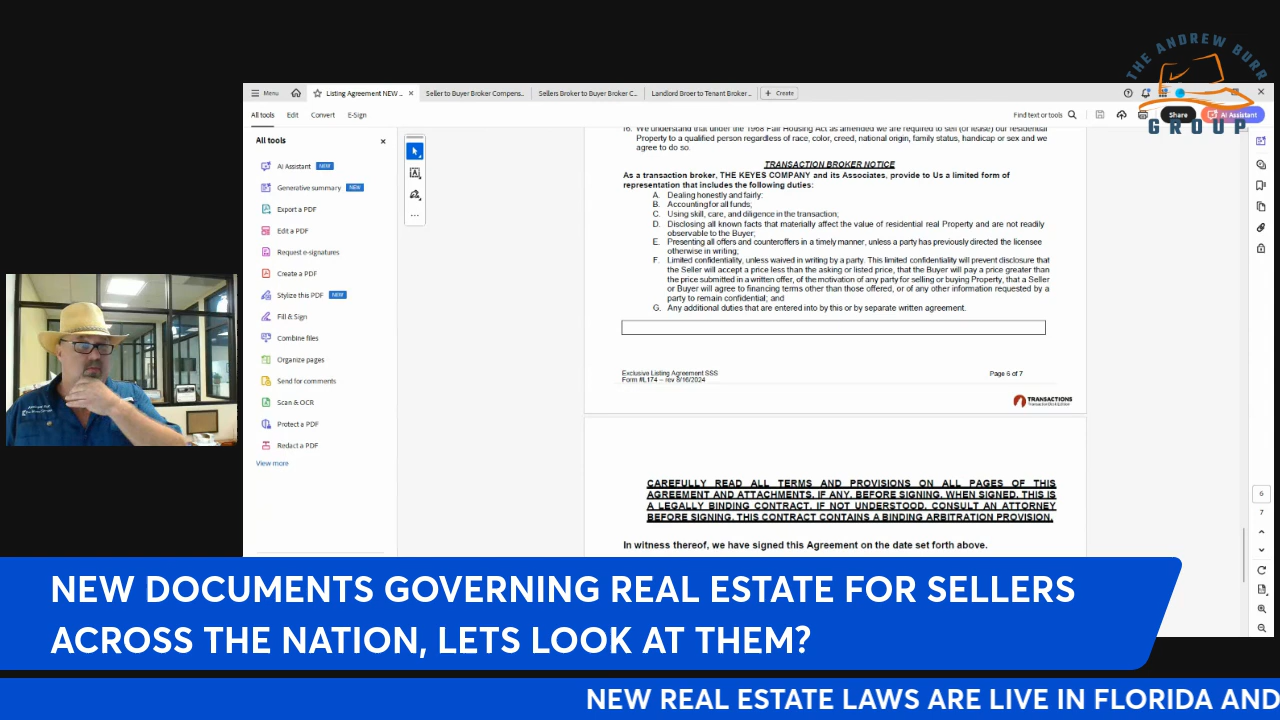 THE ANDREW BURR
GROUP
Menu
Listing Agreement NEW ...
Seller to Buyer Broker Compens..
Sellers Broker to Buyer Broker C...
Landlord Broer to Tenant Broker ...
Create
All tools
Edit
Convert
E-Sign
Find text or tools
Share
AI Assistant
All tools
AI Assistant NEW
Generative summary NEW
Export a PDF
Edit a PDF
Request e-signatures
Create a PDF
Stylize this PDF NEW
Fill & Sign
Combine files
Organize pages
Send for comments
Scan & OCR
Protect a PDF
Redact a PDF
View more
16. We understand that under the 1968 Fair Housing Act as amended we are required to sell (or lease) our residential
Property to a qualified person regardless of race, color, creed, national origin, family status, handicap or sex and we
agree to do so.
TRANSACTION BROKER NOTICE
As a transaction broker, THE KEYES COMPANY and its Associates, provide to Us a limited form of
representation that includes the following duties:
A. Dealing honestly and fairly:
B. Accounting for all funds;
C. Using skill, care, and diligence in the transaction;
D. Disclosing all known facts that materially affect the value of residential real Property and are not readily
observable to the Buyer;
E. Presenting all offers and counteroffers in a timely manner, unless a party has previously directed the licensee
otherwise in writing;
F. Limited confidentiality, unless waived in writing by a party. This limited confidentiality will prevent disclosure that
the Seller will accept a price less than the asking or listed price, that the Buyer will pay a price greater than
the price submitted in a written offer, of the motivation of any party for selling or buying Property, that a Seller
or Buyer will agree to financing terms other than those offered, or of any other information requested by a
party to remain confidential; and
G. Any additional duties that are entered into by this or by separate written agreement.
Exclusive Listing Agreement SSS
Form #L174 – rev 8/16/2024
Page 6 of 7
TRANSACTIONS
CAREFULLY READ ALL TERMS AND PROVISIONS ON ALL PAGES OF THIS
AGREEMENT AND ATTACHMENTS, IF ANY, BEFORE SIGNING. WHEN SIGNED, THIS IS
A LEGALLY BINDING CONTRACT. IF NOT UNDERSTOOD, CONSULT AN ATTORNEY
BEFORE SIGNING. THIS CONTRACT CONTAINS A BINDING ARBITRATION PROVISION.
In witness thereof, we have signed this Agreement on the date set forth above.
6
7
NEW DOCUMENTS GOVERNING REAL ESTATE FOR SELLERS
ACROSS THE NATION, LETS LOOK AT THEM?
NEW REAL ESTATE LAWS ARE LIVE IN FLORIDA AND